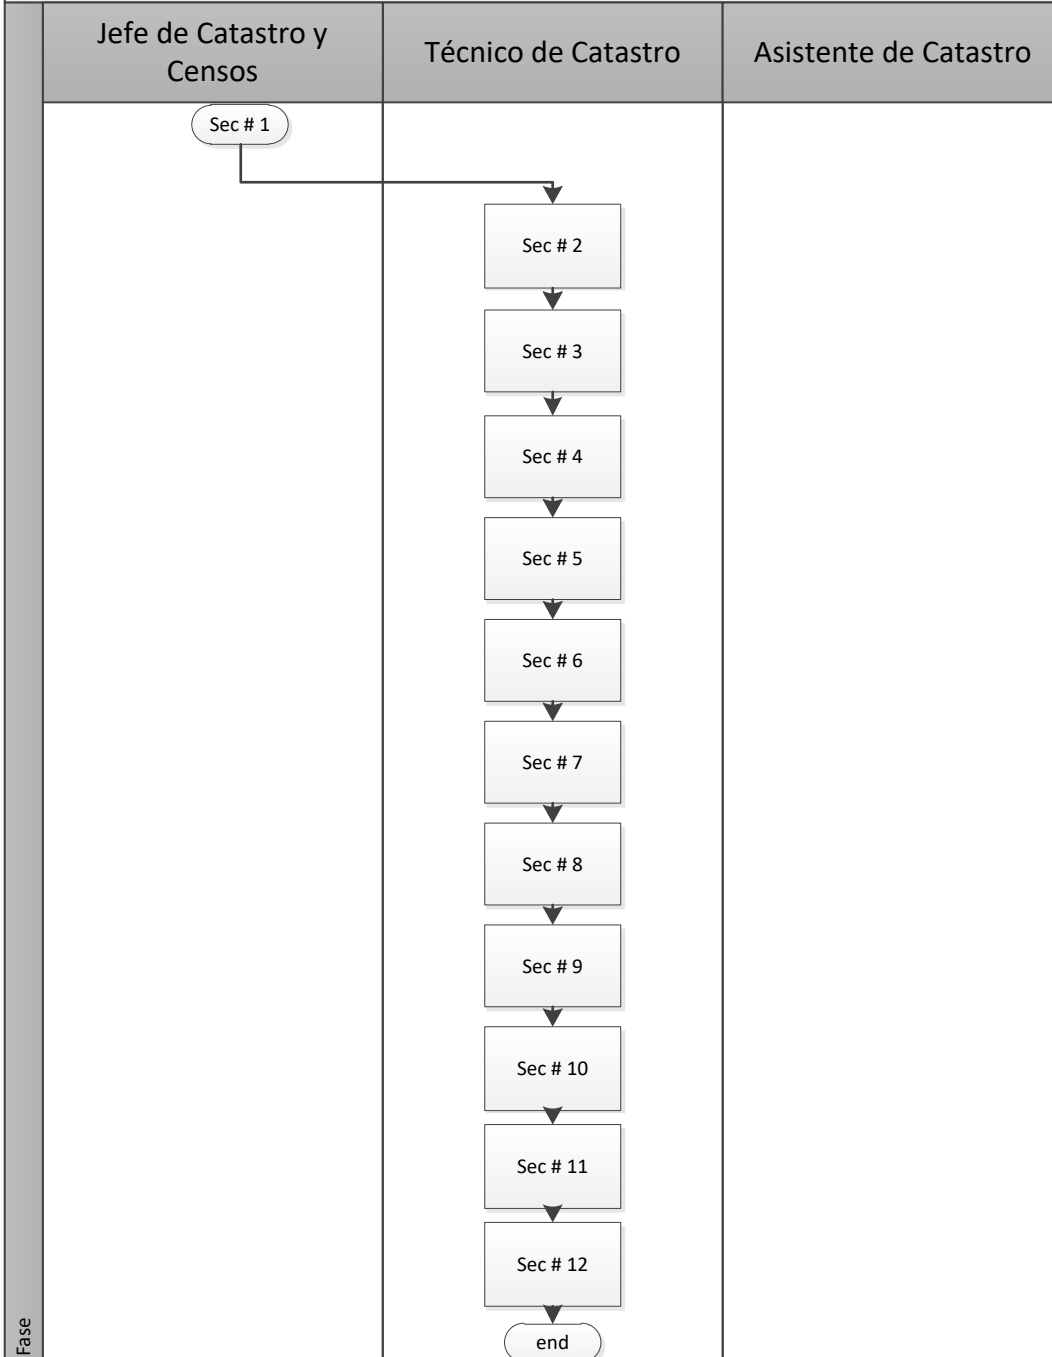 Jefe de Catastro y
Censos
Técnico de Catastro
Asistente de Catastro
Sec # 1
Sec # 2
Sec # 3
Sec # 4
Sec # 5
Sec # 6
Sec # 7
Sec # 8
Sec # 9
Sec # 10
Sec # 11
Sec # 12
end
Fase